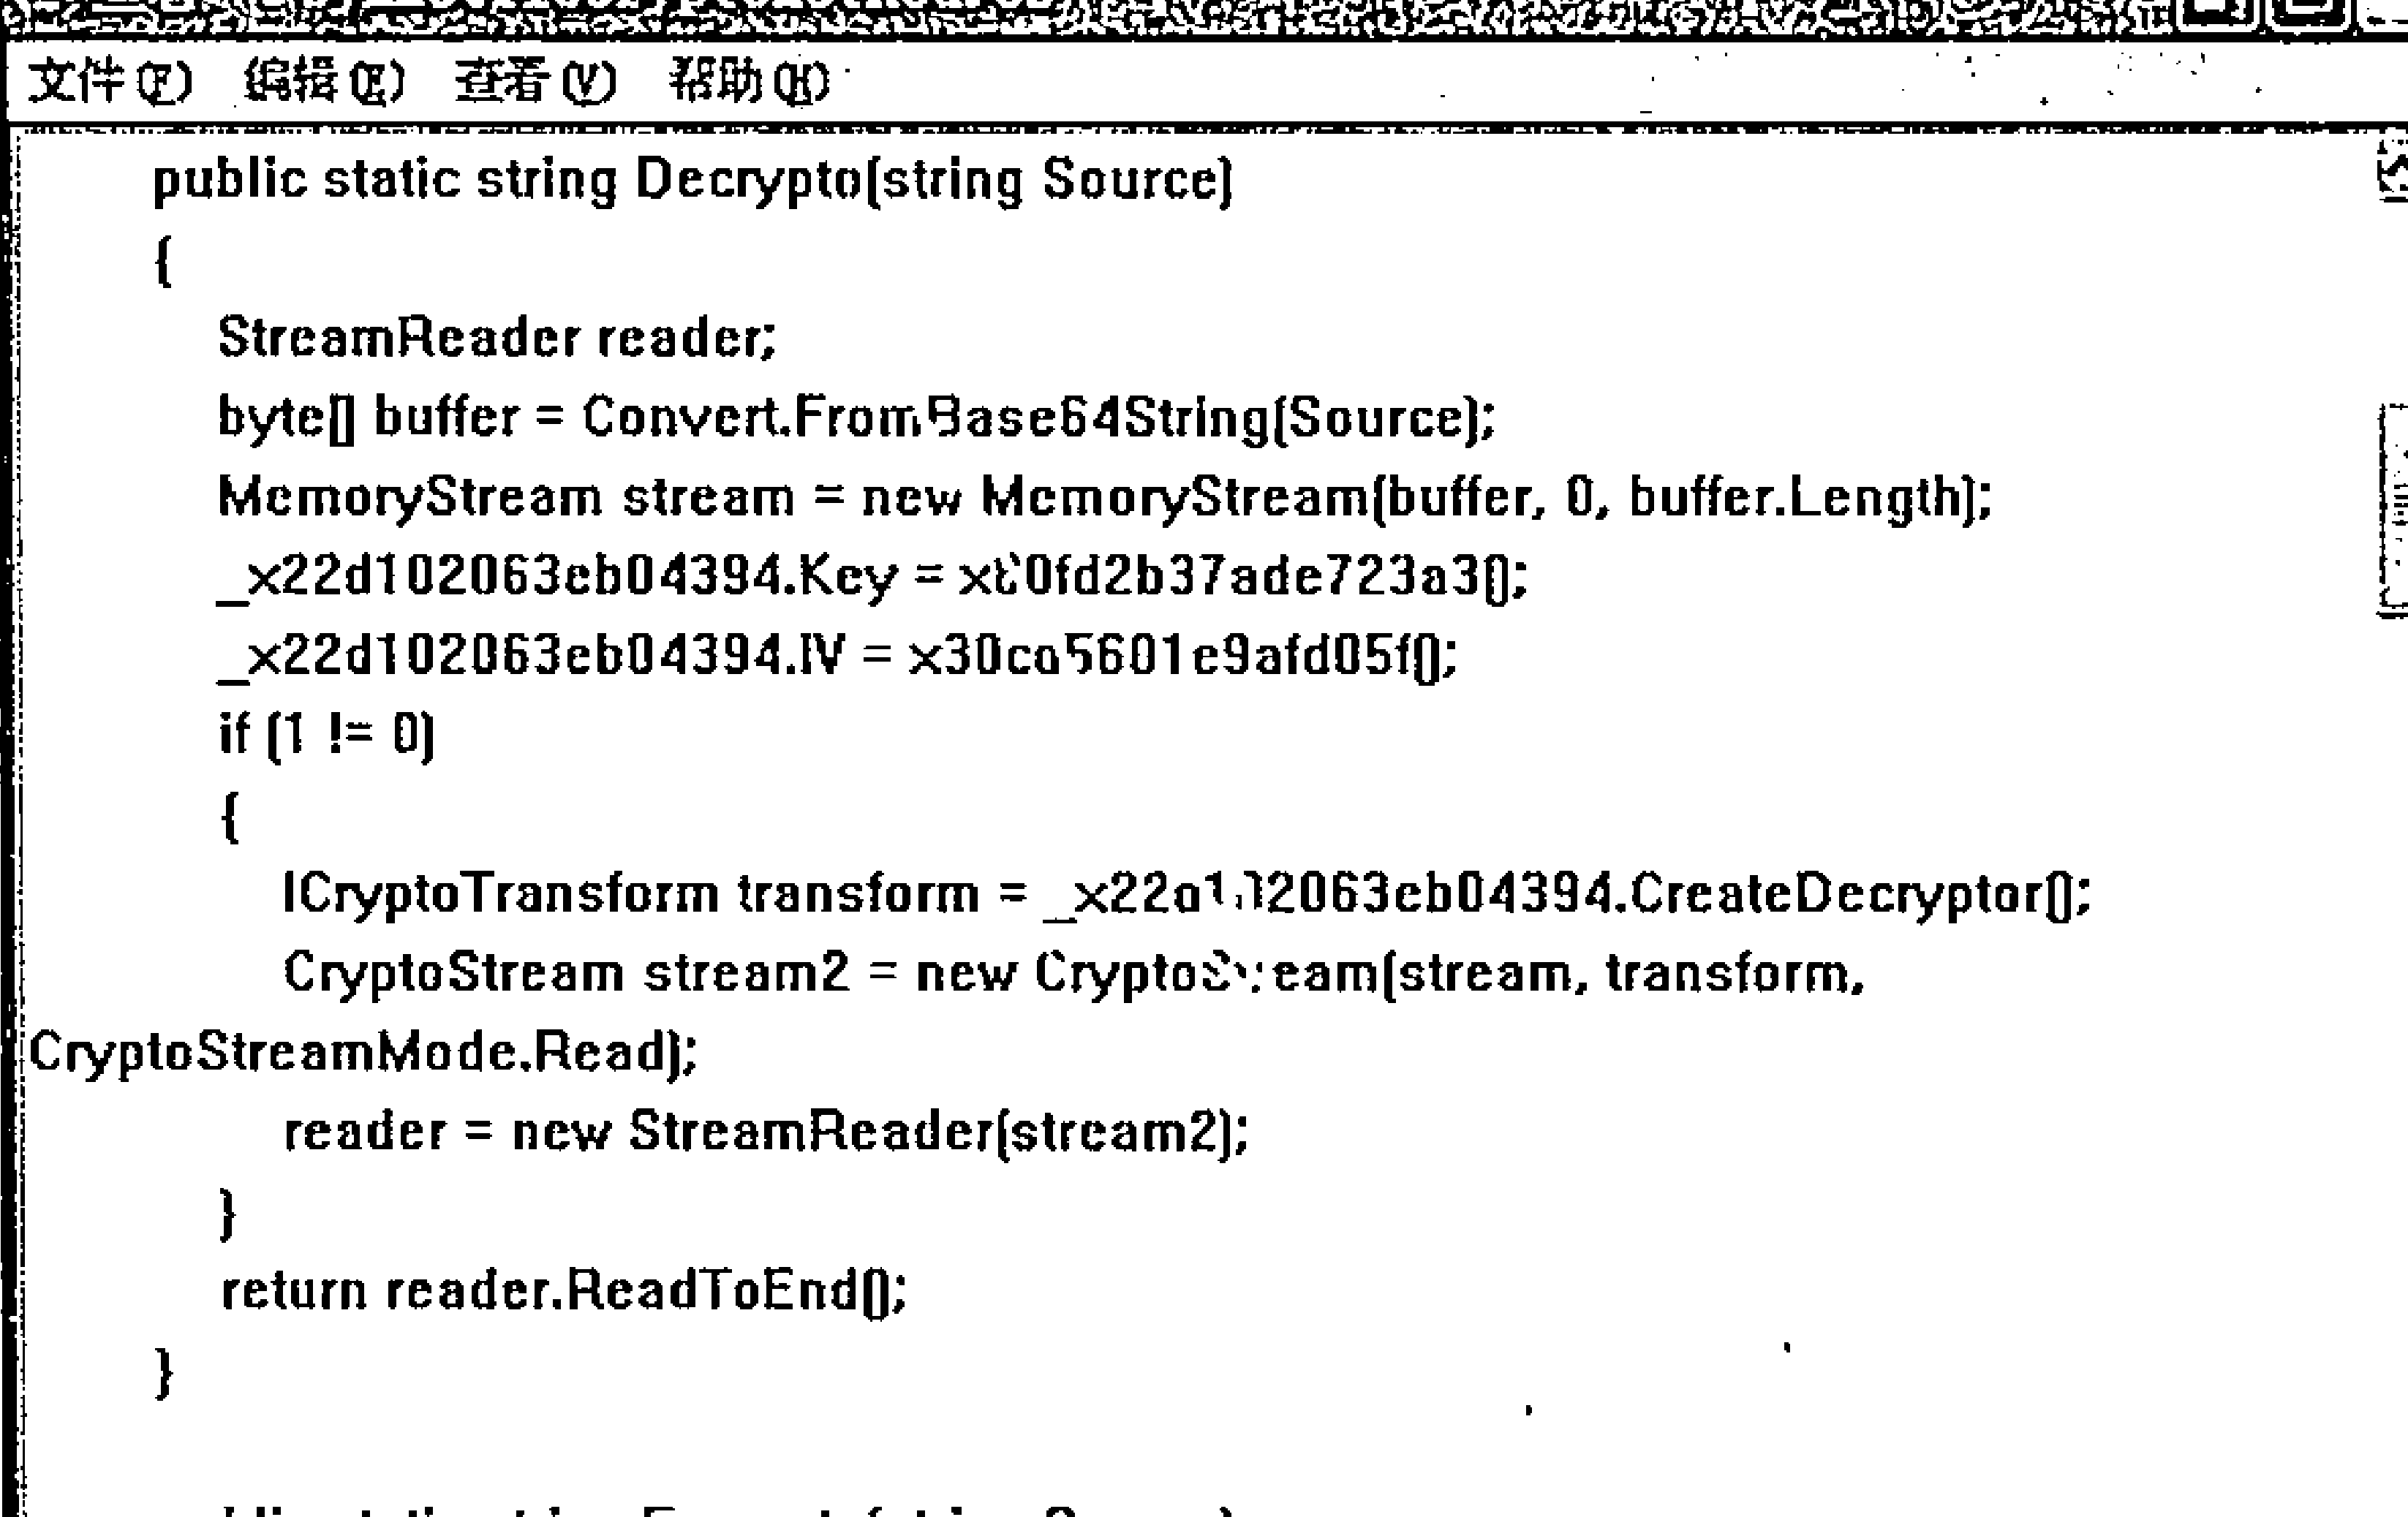 文件(F) 编辑(E) 查看(V) 帮助(H)
public static string Decrypto(string Source)
{
StreamReader reader;
byte[] buffer = Convert.FromBase64String(Source);
MemoryStream stream = new MemoryStream(buffer, 0, buffer.Length);
_x22d102063eb04394.Key =
_x22d102063eb04394.IV = x30ca5601e9afd05f();
if (1 != 0)
{
ICryptoTransform transform = _x22d102063eb04394.CreateDecryptor();
CryptoStream stream2 = new CryptoStream(stream, transform,
CryptoStreamMode.Read);
reader = new StreamReader(stream2);
}
return reader.ReadToEnd();
}